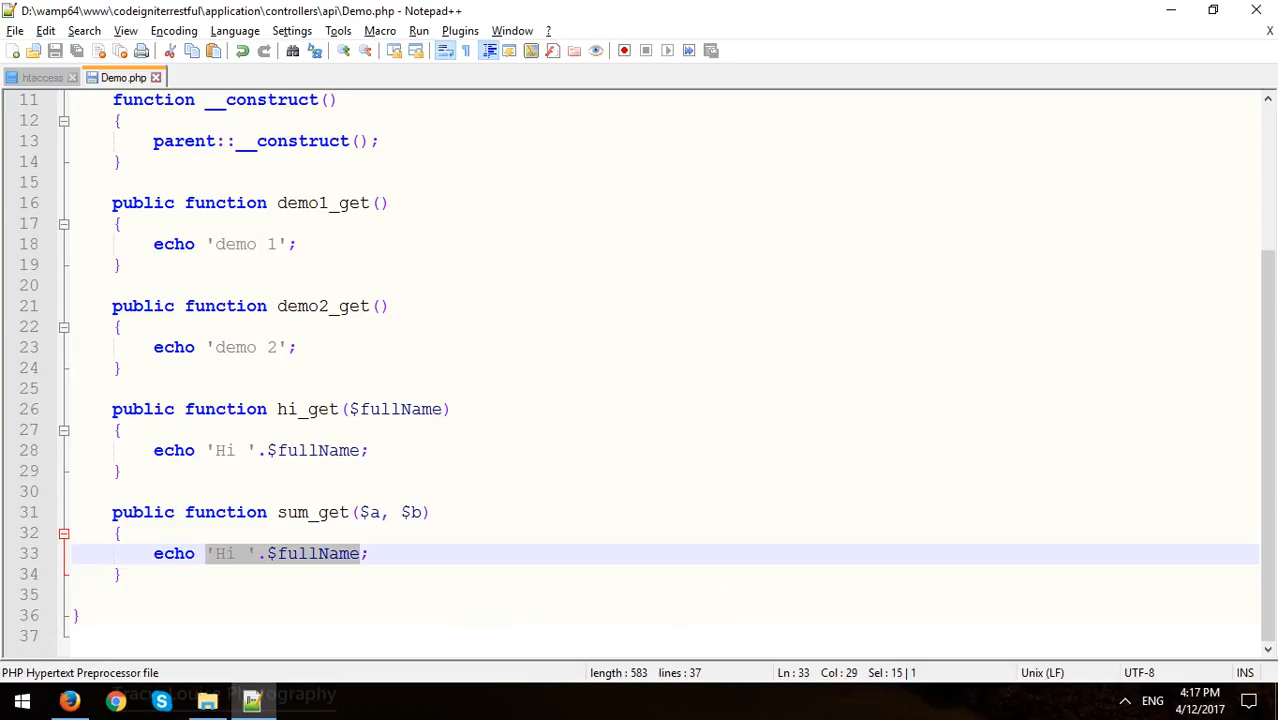 D:\wamp64\www\codeigniterrestful\application\controllers\api\Demo.php - Notepad++
File Edit Search View Encoding Language Settings Tools Macro Run Plugins Window ? X
htaccess Demo.php
11 function __construct()
12 {
13 parent::__construct();
14 }
15
16 public function demo1_get()
17 {
18 echo 'demo 1';
19 }
20
21 public function demo2_get()
22 {
23 echo 'demo 2';
24 }
25
26 public function hi_get($fullName)
27 {
28 echo 'Hi '.$fullName;
29 }
30
31 public function sum_get($a, $b)
32 {
33 echo 'Hi '.$fullName;
34 }
35
36 }
37
PHP Hypertext Preprocessor file length : 583 lines : 37 Ln : 33 Col : 29 Sel : 15 | 1 Unix (LF) UTF-8 INS
Tracy Louise Photography
ENG 4:17 PM
4/12/2017